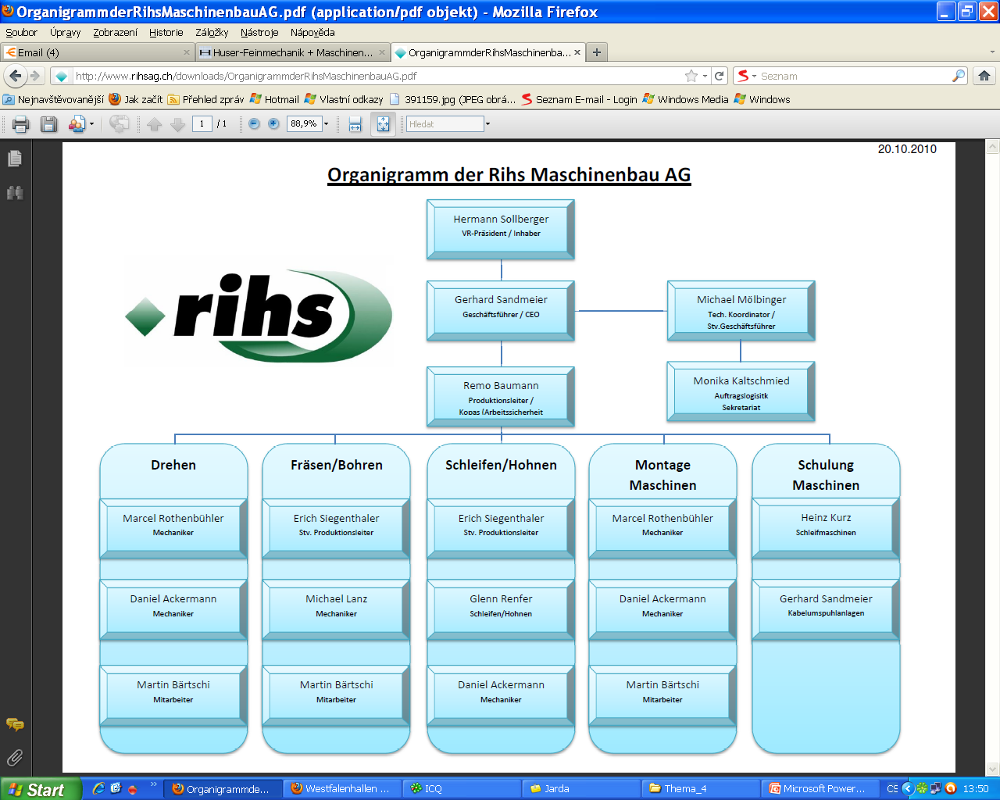 OrganigrammderRihsMaschinenbauAG.pdf (application/pdf objekt) - Mozilla Firefox
Soubor Úpravy Zobrazení Historie Záložky Nástroje Nápověda
Email (4) Huser-Feinmechanik + Maschinen... OrganigrammderRihsMaschinenba...
http://www.rihsag.ch/downloads/OrganigrammderRihsMaschinenbauAG.pdf Seznam
Nejnavštěvovanější Jak začít Přehled zpráv Hotmail Vlastní odkazy 391159.jpg (JPEG obrá... Seznam E-mail - Login Windows Media Windows
1 / 1 88,9% Hledat
20.10.2010
Organigramm der Rihs Maschinenbau AG
Hermann Sollberger
VR-Präsident / Inhaber
rihs
Gerhard Sandmeier
Geschäftsführer / CEO
Michael Mölbinger
Tech. Koordinator /
Stv.Geschäftsführer
Remo Baumann
Produktionsleiter /
Kopas /Arbeitssicherheit
Monika Kaltschmied
Auftragslogisitk
Sekretariat
Drehen
Marcel Rothenbühler
Mechaniker
Daniel Ackermann
Mechaniker
Martin Bärtschi
Mitarbeiter
Fräsen/Bohren
Erich Siegenthaler
Stv. Produktionsleiter
Michael Lanz
Mechaniker
Martin Bärtschi
Mitarbeiter
Schleifen/Hohnen
Erich Siegenthaler
Stv. Produktionsleiter
Glenn Renfer
Schleifen/Hohnen
Daniel Ackermann
Mechaniker
Montage
Maschinen
Marcel Rothenbühler
Mechaniker
Daniel Ackermann
Mechaniker
Martin Bärtschi
Mitarbeiter
Schulung
Maschinen
Heinz Kurz
Schleifmaschinen
Gerhard Sandmeier
Kabelumspuhlanlagen
Start Organigrammde... Westfalenhallen ... ICQ Jarda Thema_4 Microsoft Power... CS 13:50